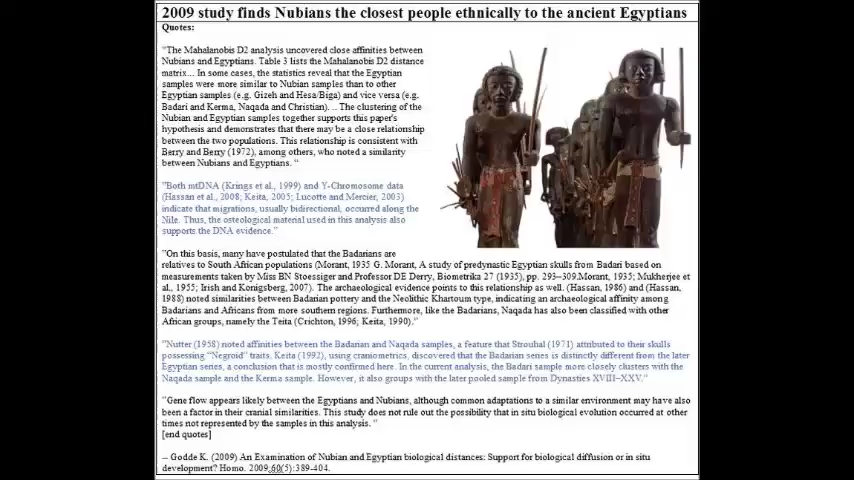 2009 study finds Nubians the closest people ethnically to the ancient Egyptians
Quotes:
"The Mahalanobis D2 analysis uncovered close affinities between
Nubians and Egyptians. Table 3 lists the Mahalanobis D2 distance
matrix... In some cases, the statistics reveal that the Egyptian
samples were more similar to Nubian samples than to other
Egyptian samples (e.g. Gizeh and Hesa/Biga) and vice versa (e.g.
Badari and Kerma, Naqada and Christian). .. The clustering of the
Nubian and Egyptian samples together supports this paper's
hypothesis and demonstrates that there may be a close relationship
between the two populations. This relationship is consistent with
Berry and Berry (1972), among others, who noted a similarity
between Nubians and Egyptians. "
"Both mtDNA (Krings et al., 1999) and Y-Chromosome data
(Hassan et al., 2008; Keita, 2005; Lucotte and Mercier, 2003)
indicate that migrations, usually bidirectional, occurred along the
Nile. Thus, the osteological material used in this analysis also
supports the DNA evidence."
"On this basis, many have postulated that the Badarians are
relatives to South African populations (Morant, 1935 G. Morant, A study of predynastic Egyptian skulls from Badari based on
measurements taken by Miss BN Stoessiger and Professor DE Derry, Biometrika 27 (1935), pp. 293–309.Morant, 1935; Mukherjee et
al., 1955; Irish and Konigsberg, 2007). The archaeological evidence points to this relationship as well. (Hassan, 1986) and (Hassan,
1988) noted similarities between Badarian pottery and the Neolithic Khartoum type, indicating an archaeological affinity among
Badarians and Africans from more southern regions. Furthermore, like the Badarians, Naqada has also been classified with other
African groups, namely the Teita (Crichton, 1996; Keita, 1990)."
"Nutter (1958) noted affinities between the Badarian and Naqada samples, a feature that Strouhal (1971) attributed to their skulls
possessing "Negroid" traits. Keita (1992), using craniometrics, discovered that the Badarian series is distinctly different from the later
Egyptian series, a conclusion that is mostly confirmed here. In the current analysis, the Badari sample more closely clusters with the
Naqada sample and the Kerma sample. However, it also groups with the later pooled sample from Dynasties XVIII–XXV."
"Gene flow appears likely between the Egyptians and Nubians, although common adaptations to a similar environment may have also
been a factor in their cranial similarities. This study does not rule out the possibility that in situ biological evolution occurred at other
times not represented by the samples in this analysis. "
[end quotes]
-- Godde K. (2009) An Examination of Nubian and Egyptian biological distances: Support for biological diffusion or in situ
development? Homo. 2009;60(5):389-404.